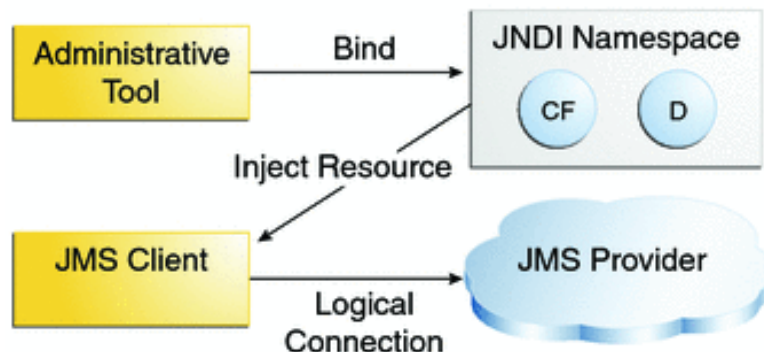 Administrative
Tool
Bind
JNDI Namespace
CF
D
Inject Resource
JMS Client
Logical
Connection
JMS Provider